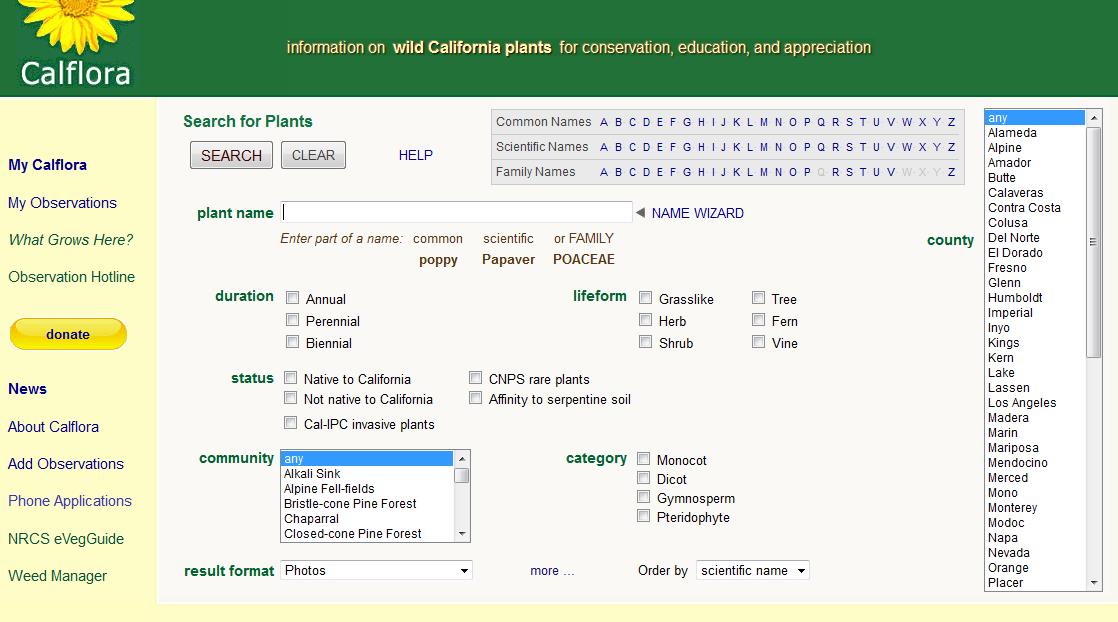 Calflora
information on wild California plants for conservation, education, and appreciation
My Calflora
My Observations
What Grows Here?
Observation Hotline
donate
News
About Calflora
Add Observations
Phone Applications
NRCS eVegGuide
Weed Manager
Search for Plants
SEARCH CLEAR HELP
Common Names A B C D E F G H I J K L M N O P Q R S T U V W X Y Z
Scientific Names A B C D E F G H I J K L M N O P Q R S T U V W X Y Z
Family Names A B C D E F G H I J K L M N O P Q R S T U V W X Y Z
plant name NAME WIZARD
Enter part of a name: common scientific or FAMILY
poppy Papaver POACEAE
duration Annual
Perennial
Biennial
lifeform Grasslike Tree
Herb Fern
Shrub Vine
status Native to California CNPS rare plants
Not native to California Affinity to serpentine soil
Cal-IPC invasive plants
community any
Alkali Sink
Alpine Fell-fields
Bristle-cone Pine Forest
Chaparral
Closed-cone Pine Forest
category Monocot
Dicot
Gymnosperm
Pteridophyte
result format Photos more ... Order by scientific name
county
any
Alameda
Alpine
Amador
Butte
Calaveras
Contra Costa
Colusa
Del Norte
El Dorado
Fresno
Glenn
Humboldt
Imperial
Inyo
Kings
Kern
Lake
Lassen
Los Angeles
Madera
Marin
Mariposa
Mendocino
Merced
Mono
Monterey
Modoc
Napa
Nevada
Orange
Placer